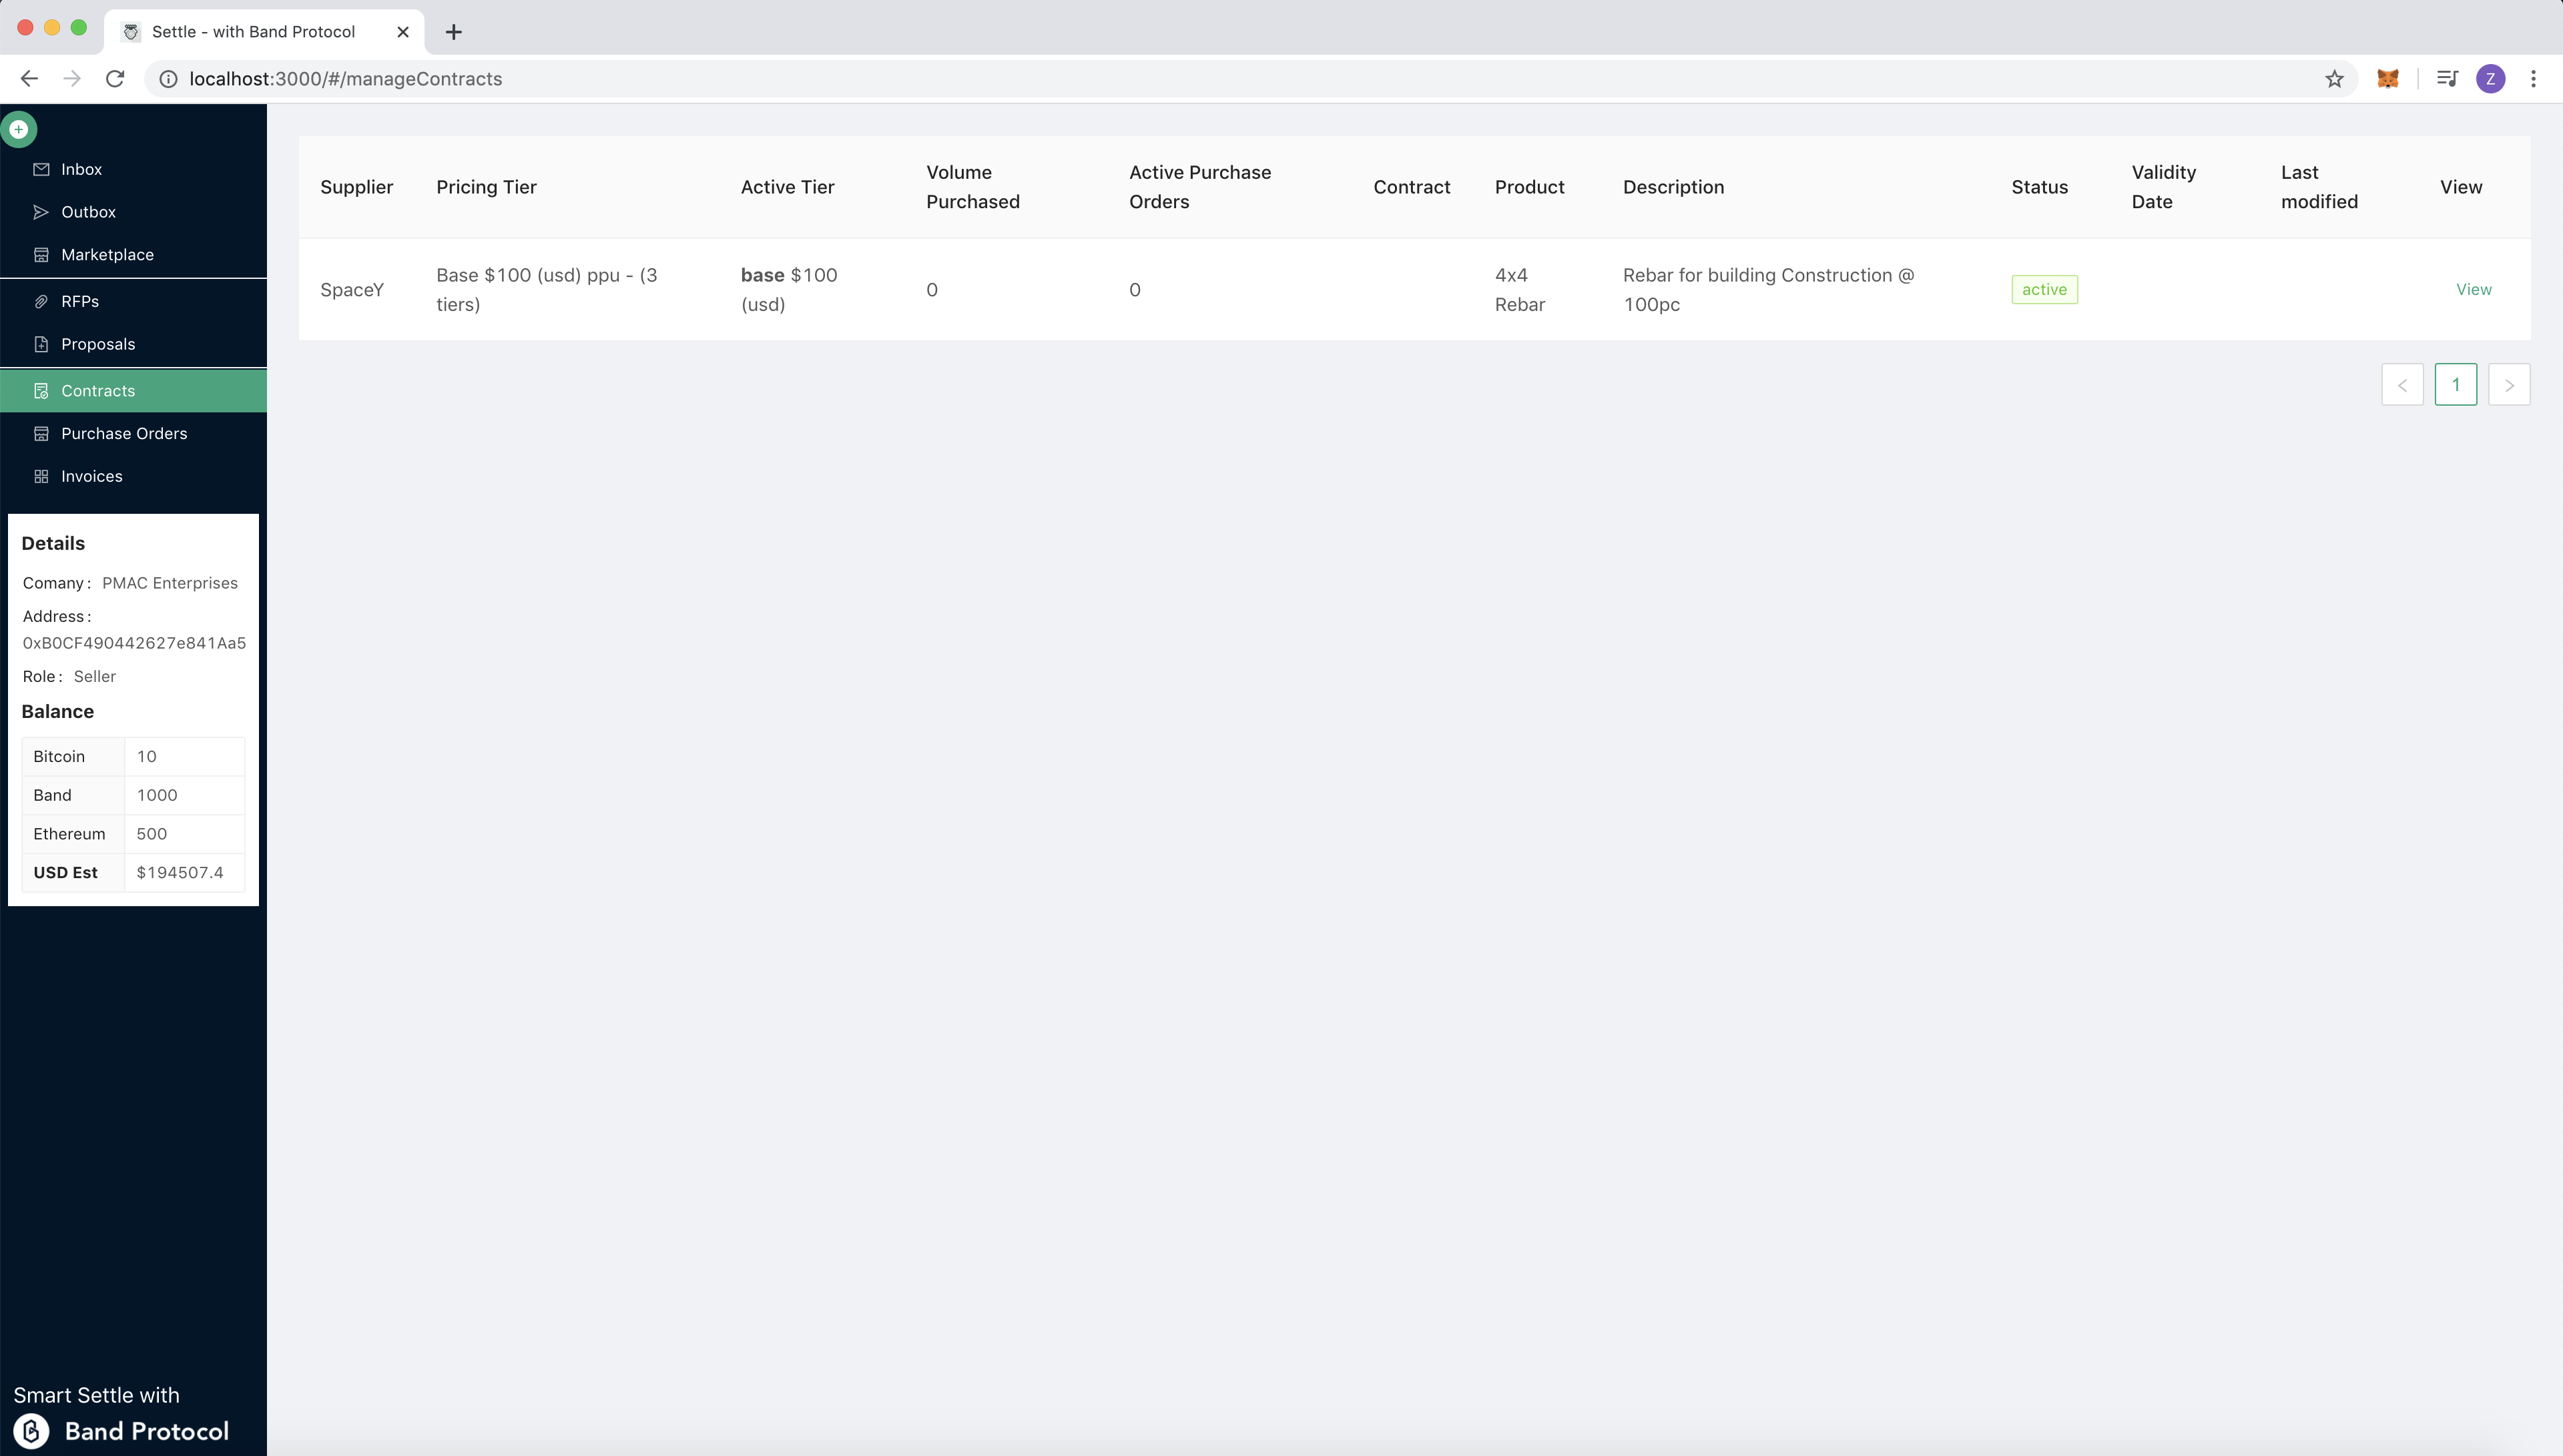 Settle - with Band Protocol
localhost:3000/#/manageContracts
Z
Inbox
Outbox
Marketplace
RFPs
Proposals
Contracts
Purchase Orders
Invoices
Details
Comany: PMAC Enterprises
Address:
0xB0CF490442627e841Aa5
Role: Seller
Balance
Bitcoin 10
Band 1000
Ethereum 500
USD Est $194507.4
Smart Settle with
Band Protocol
Supplier Pricing Tier Active Tier Volume Purchased Active Purchase Orders Contract Product Description Status Validity Date Last modified View
SpaceY Base $100 (usd) ppu - (3 tiers) base $100 (usd) 0 0 4x4 Rebar Rebar for building Construction @ 100pc active View
< 1 >